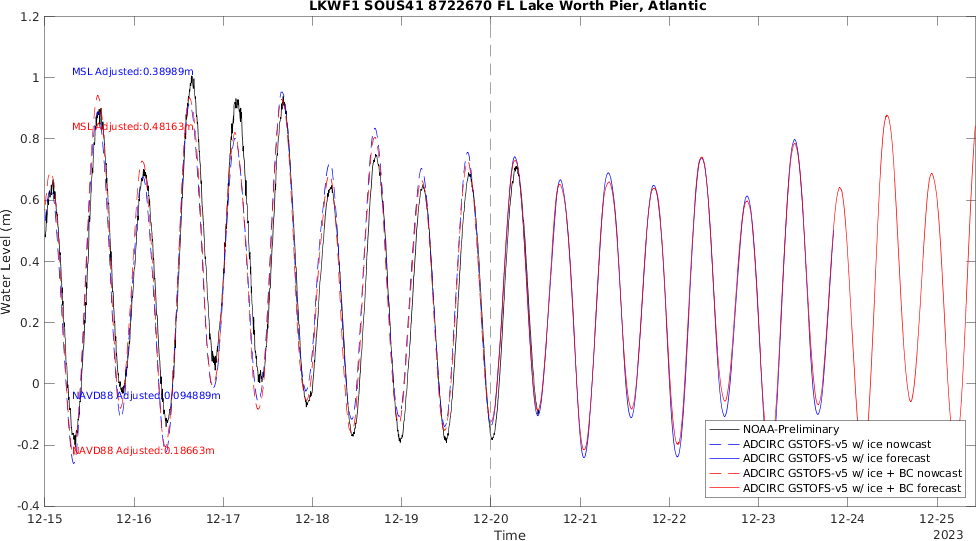 LKWF1 SOUS41 8722670 FL Lake Worth Pier, Atlantic
1.2
1
0.8
0.6
0.4
0.2
0
-0.2
-0.4
Water Level (m)
MSL Adjusted:0.38989m
MSL Adjusted:0.48163m
NAVD88 Adjusted:0.094889m
NAVD88 Adjusted:0.18663m
NOAA-Preliminary
ADCIRC GSTOFS-v5 w/ ice nowcast
ADCIRC GSTOFS-v5 w/ ice forecast
ADCIRC GSTOFS-v5 w/ ice + BC nowcast
ADCIRC GSTOFS-v5 w/ ice + BC forecast
12-15 12-16 12-17 12-18 12-19 12-20 12-21 12-22 12-23 12-24 12-25
Time
2023